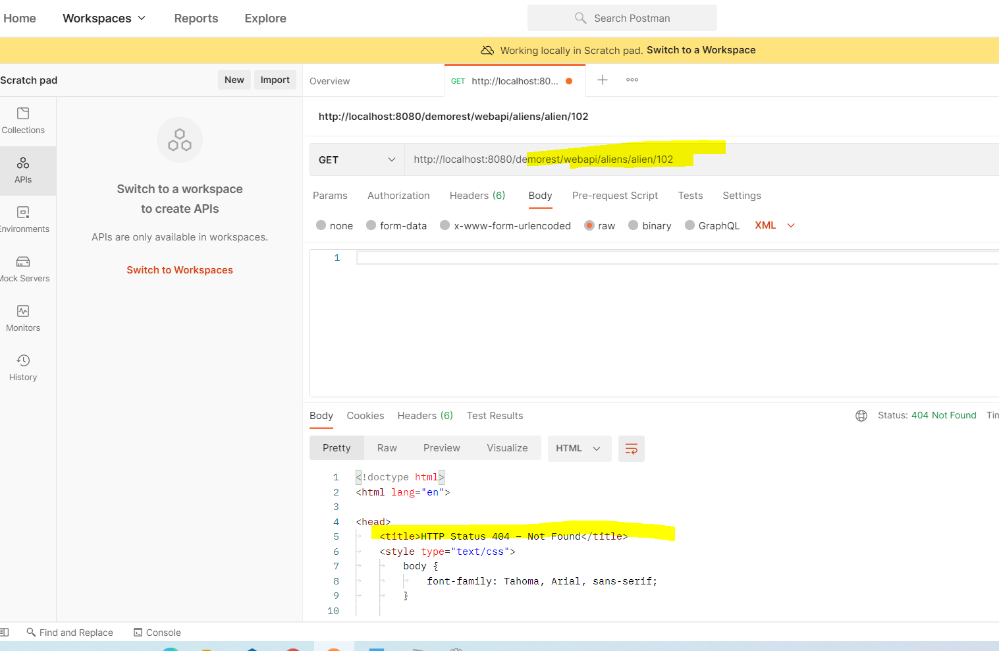 Home Workspaces Reports Explore Search Postman
Working locally in Scratch pad. Switch to a Workspace
Scratch pad New Import Overview GET http://localhost:80... 
http://localhost:8080/demorest/webapi/aliens/alien/102
GET http://localhost:8080/demorest/webapi/aliens/alien/102
Params Authorization Headers (6) Body Pre-request Script Tests Settings
none form-data x-www-form-urlencoded raw binary GraphQL XML
1
Collections
APIs
Environments
Mock Servers
Monitors
History
Switch to a workspace
to create APIs
APIs are only available in workspaces.
Switch to Workspaces
Body Cookies Headers (6) Test Results Status: 404 Not Found Tim
Pretty Raw Preview Visualize HTML
1 <!doctype html>
2 <html lang="en">
3
4 <head>
5 <title>HTTP Status 404 – Not Found</title>
6 <style type="text/css">
7 body {
8 font-family: Tahoma, Arial, sans-serif;
9 }
10
Find and Replace Console